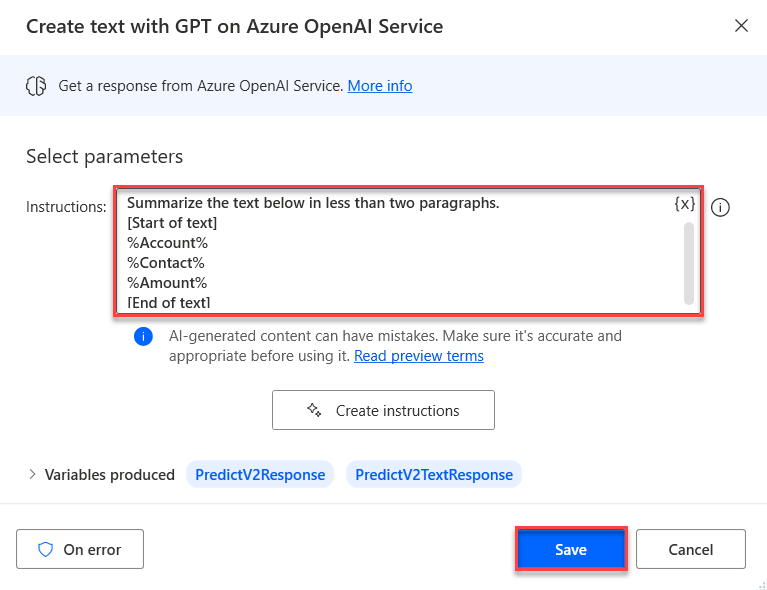 Create text with GPT on Azure OpenAI Service
Get a response from Azure OpenAI Service. More info
Select parameters
Instructions:
Summarize the text below in less than two paragraphs.
{x}
[Start of text]
%Account%
%Contact%
%Amount%
[End of text]
AI-generated content can have mistakes. Make sure it's accurate and
appropriate before using it. Read preview terms
Create instructions
Variables produced PredictV2Response PredictV2TextResponse
On error Save Cancel